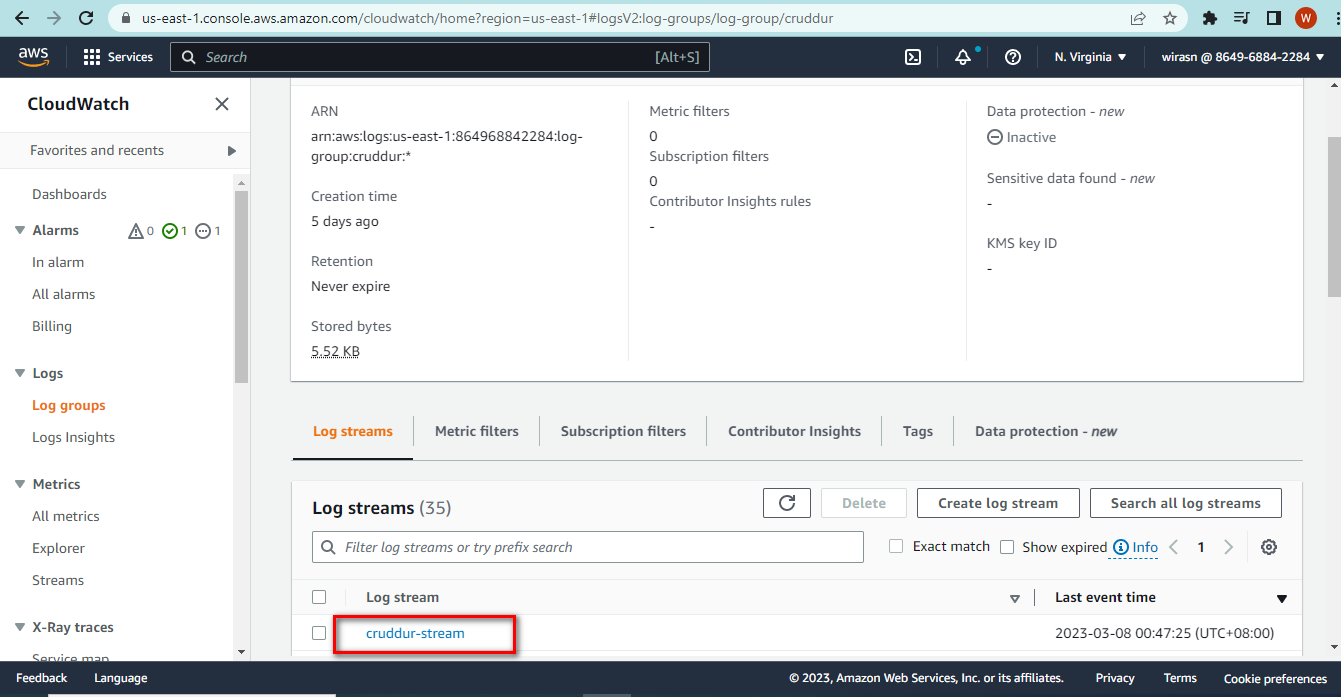 us-east-1.console.aws.amazon.com/cloudwatch/home?region=us-east-1#logsV2:log-groups/log-group/cruddur
W
aws
Services
Search
[Alt+S]
N. Virginia
wirasn @ 8649-6884-2284
CloudWatch
Favorites and recents
Dashboards
Alarms
0
1
1
In alarm
All alarms
Billing
Logs
Log groups
Logs Insights
Metrics
All metrics
Explorer
Streams
X-Ray traces
Service map
ARN
arn:aws:logs:us-east-1:864968842284:log-
group:cruddur:*
Creation time
5 days ago
Retention
Never expire
Stored bytes
5.52 KB
Metric filters
0
Subscription filters
0
Contributor Insights rules
-
Data protection - new
Inactive
Sensitive data found - new
-
KMS key ID
-
Log streams
Metric filters
Subscription filters
Contributor Insights
Tags
Data protection - new
Log streams (35)
Delete
Create log stream
Search all log streams
Filter log streams or try prefix search
Exact match
Show expired
Info
1
Log stream
Last event time
cruddur-stream
2023-03-08 00:47:25 (UTC+08:00)
Feedback
Language
© 2023, Amazon Web Services, Inc. or its affiliates.
Privacy
Terms
Cookie preferences